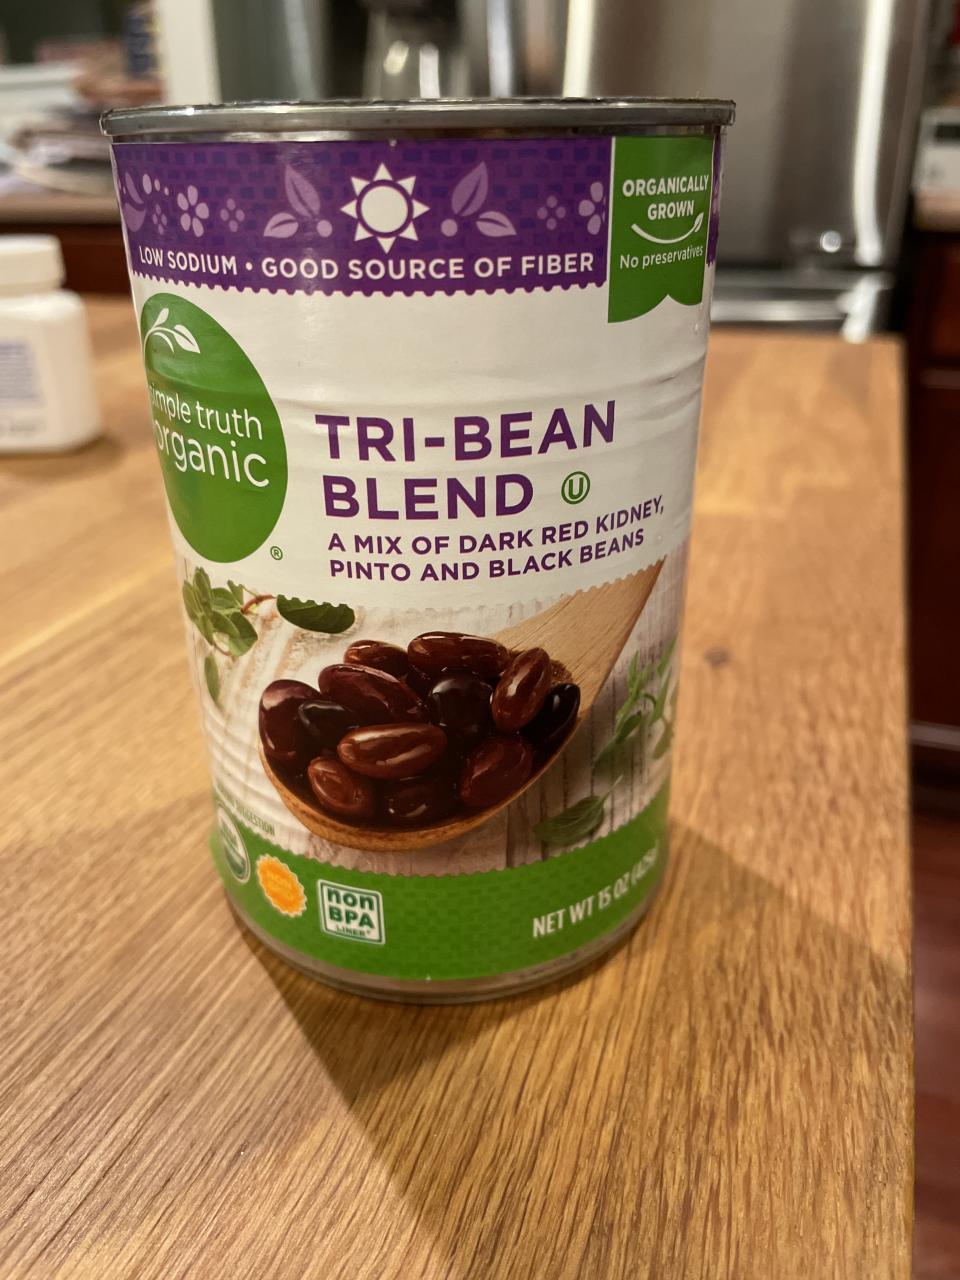 LOW SODIUM • GOOD SOURCE OF FIBER
ORGANICALLY
GROWN
No preservatives
simple truth
organic
®
TRI-BEAN
BLEND U
A MIX OF DARK RED KIDNEY,
PINTO AND BLACK BEANS
non
BPA
LINER*
NET WT 15 OZ